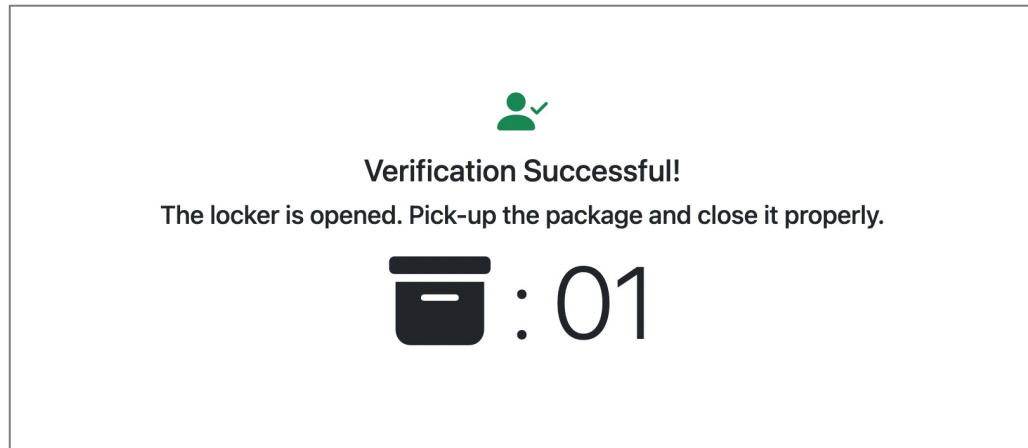 Verification Successful!
The locker is opened. Pick-up the package and close it properly.
: 01